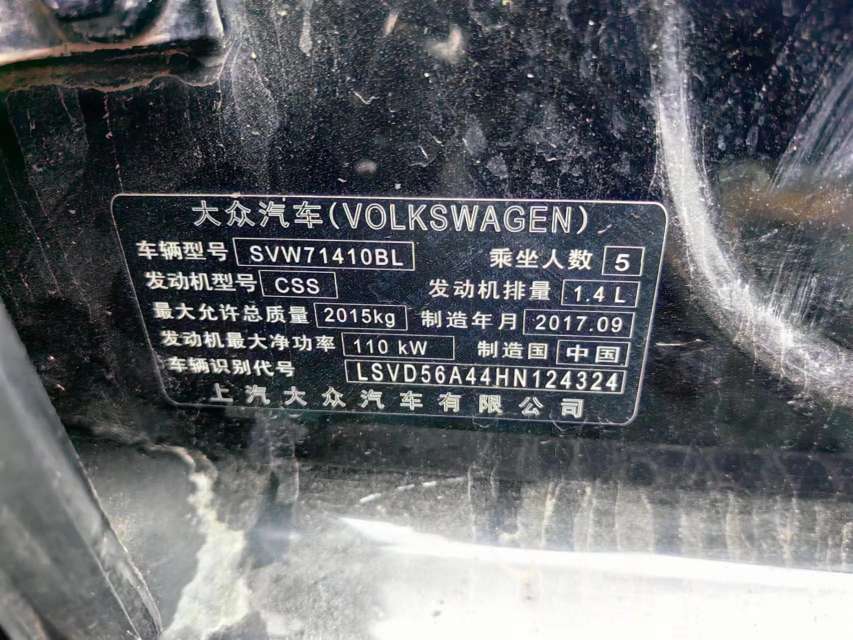 大众汽车(VOLKSWAGEN)
车辆型号 SVW71410BL 乘坐人数 5
发动机型号 CSS 发动机排量 1.4 L
最大允许总质量 2015kg 制造年月 2017.09
发动机最大净功率 110 kW 制造国 中国
车辆识别代号 LSVD56A44HN124324
上汽大众汽车有限公司